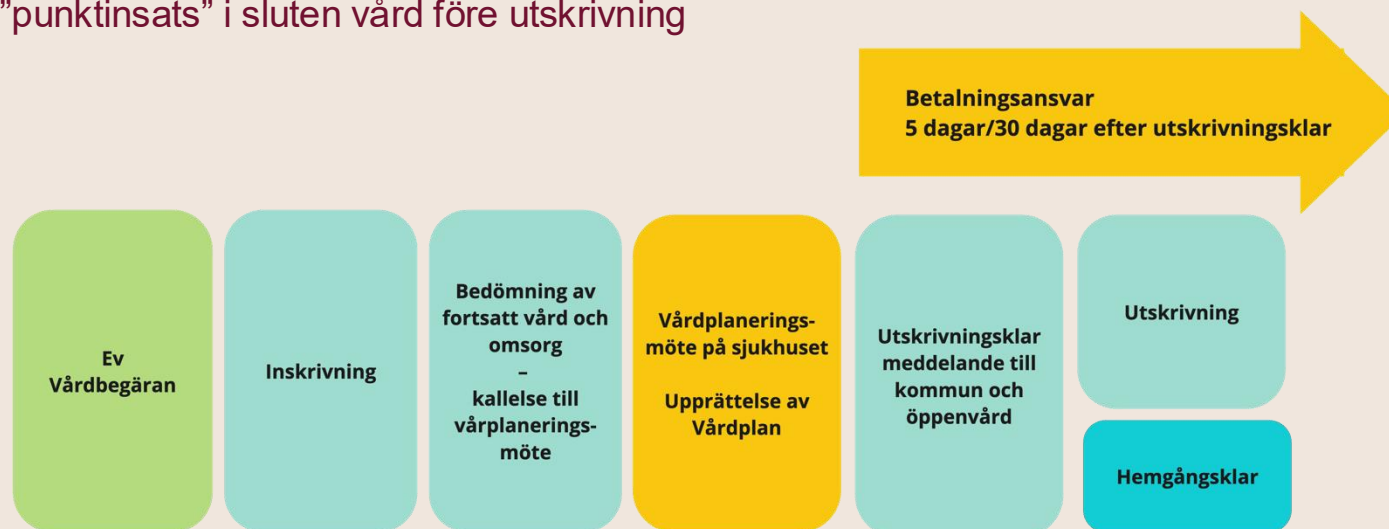 "punktinsats" i sluten vård före utskrivning
Betalningsansvar
5 dagar/30 dagar efter utskrivningsklar
Ev
Vårdbegäran
Inskrivning
Bedömning av
fortsatt vård och
omsorg
–
kallelse till
vårplanerings-
möte
Vårdplanerings-
möte på sjukhuset
Upprättelse av
Vårdplan
Utskrivningsklar
meddelande till
kommun och
öppenvård
Utskrivning
Hemgångsklar